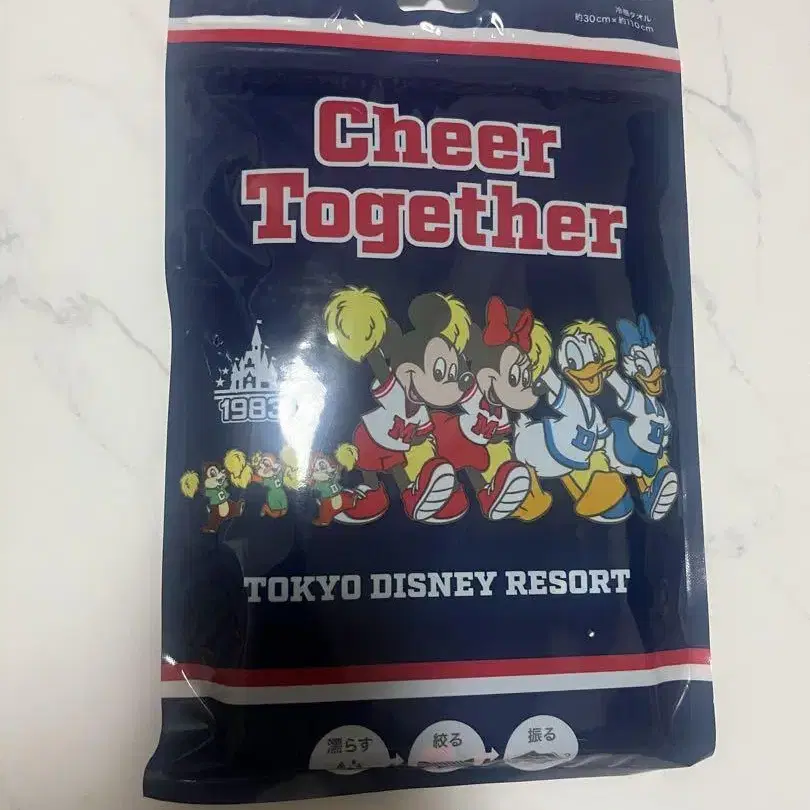 冷感タオル
約30cm×約110cm
Cheer
Together
1983
M
M
D
D
C
C
D
TOKYO DISNEY RESORT
濡らす
絞る
振る